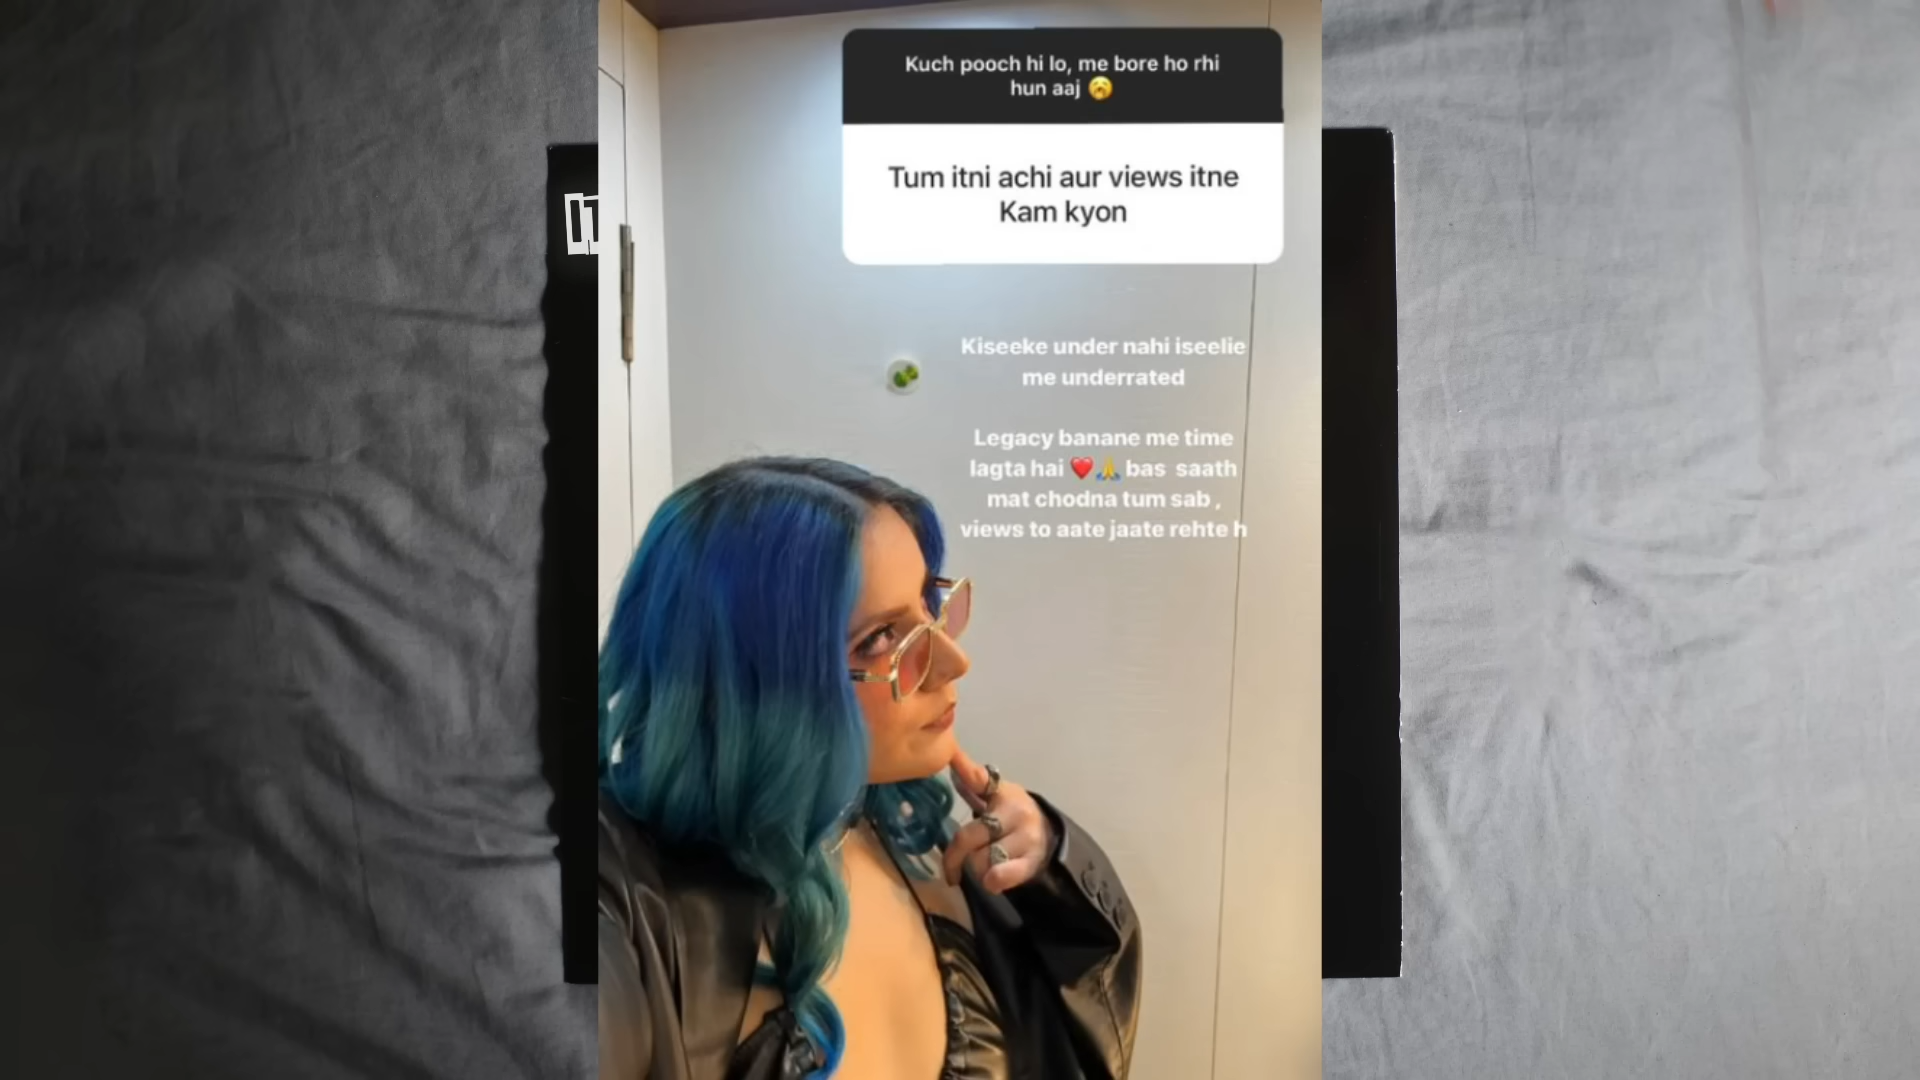 Kuch pooch hi lo, me bore ho rhi
hun aaj 🥱
Tum itni achi aur views itne
Kam kyon
Kiseeke under nahi iseelie
me underrated
Legacy banane me time
lagta hai ❤️🙏 bas saath
mat chodna tum sab ,
views to aate jaate rehte h